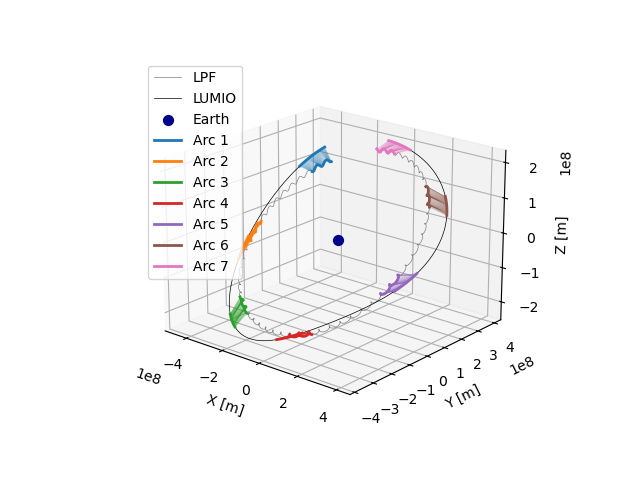 LPF
LUMIO
Earth
Arc 1
Arc 2
Arc 3
Arc 4
Arc 5
Arc 6
Arc 7
1e8
2
1
0
−1
−2
Z [m]
−4
−2
0
2
4
1e8
X [m]
−4
−3
−2
−1
0
1
2
3
4
1e8
Y [m]